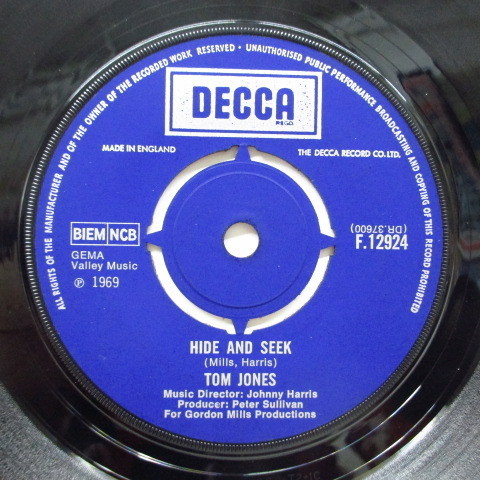 ALL RIGHTS OF THE MANUFACTURER AND OF THE OWNER OF THE RECORDED WORK RESERVED • UNAUTHORISED PUBLIC PERFORMANCE BROADCASTING AND COPYING OF THIS RECORD PROHIBITED
DECCA
REGD
MADE IN ENGLAND
THE DECCA RECORD CO. LTD.
BIEM NCB
GEMA
Valley Music
℗ 1969
(DR.37600)
F.12924
HIDE AND SEEK
(Mills, Harris)
TOM JONES
Music Director: Johnny Harris
Producer: Peter Sullivan
For Gordon Mills Productions